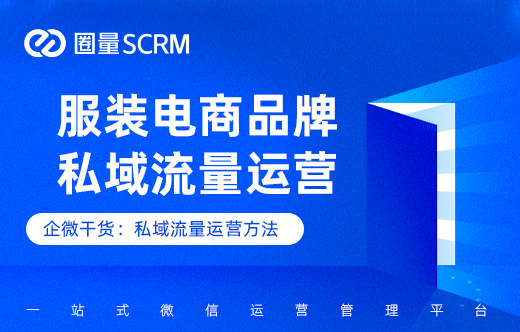 圈量SCRM
服装电商品牌
私域流量运营
企微干货：私域流量运营方法
一站式微信运营管理平台